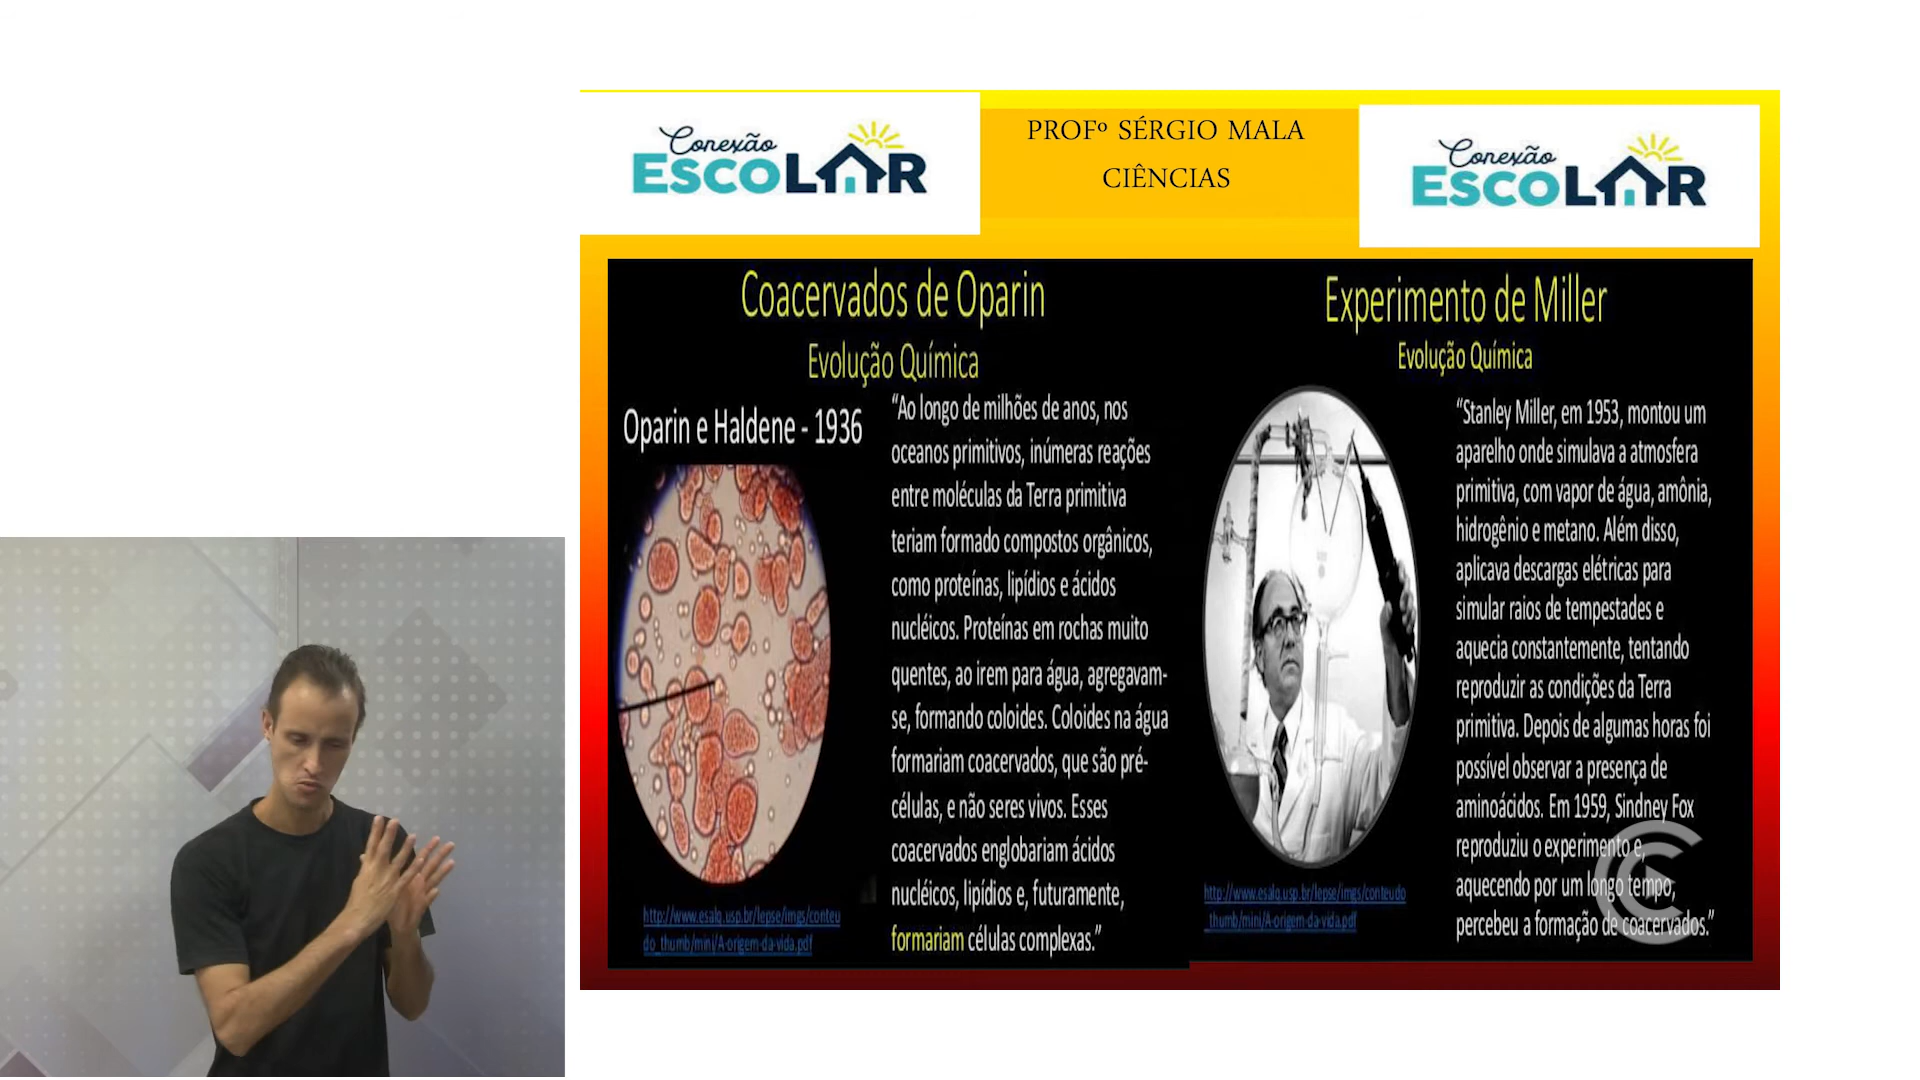 Conexão
ESCOLAR
PROFº SÉRGIO MALA
CIÊNCIAS
Conexão
ESCOLAR
Coacervados de Oparin
Evolução Química
Oparin e Haldene - 1936
“Ao longo de milhões de anos, nos
oceanos primitivos, inúmeras reações
entre moléculas da Terra primitiva
teriam formado compostos orgânicos,
como proteínas, lipídios e ácidos
nucléicos. Proteínas em rochas muito
quentes, ao irem para água, agregavam-
se, formando coloides. Coloides na água
formariam coacervados, que são pré-
células, e não seres vivos. Esses
coacervados englobariam ácidos
nucléicos, lipídios e, futuramente,
formariam células complexas.”
http://www.esalq.usp.br/lepse/imgs/conteu
do_thumb/mini/A-origem-da-vida.pdf
Experimento de Miller
Evolução Química
“Stanley Miller, em 1953, montou um
aparelho onde simulava a atmosfera
primitiva, com vapor de água, amônia,
hidrogênio e metano. Além disso,
aplicava descargas elétricas para
simular raios de tempestades e
aquecia constantemente, tentando
reproduzir as condições da Terra
primitiva. Depois de algumas horas foi
possível observar a presença de
aminoácidos. Em 1959, Sindney Fox
reproduziu o experimento e,
aquecendo por um longo tempo,
percebeu a formação de coacervados.”
http://www.esalq.usp.br/lepse/imgs/conteudo
_thumb/mini/A-origem-da-vida.pdf